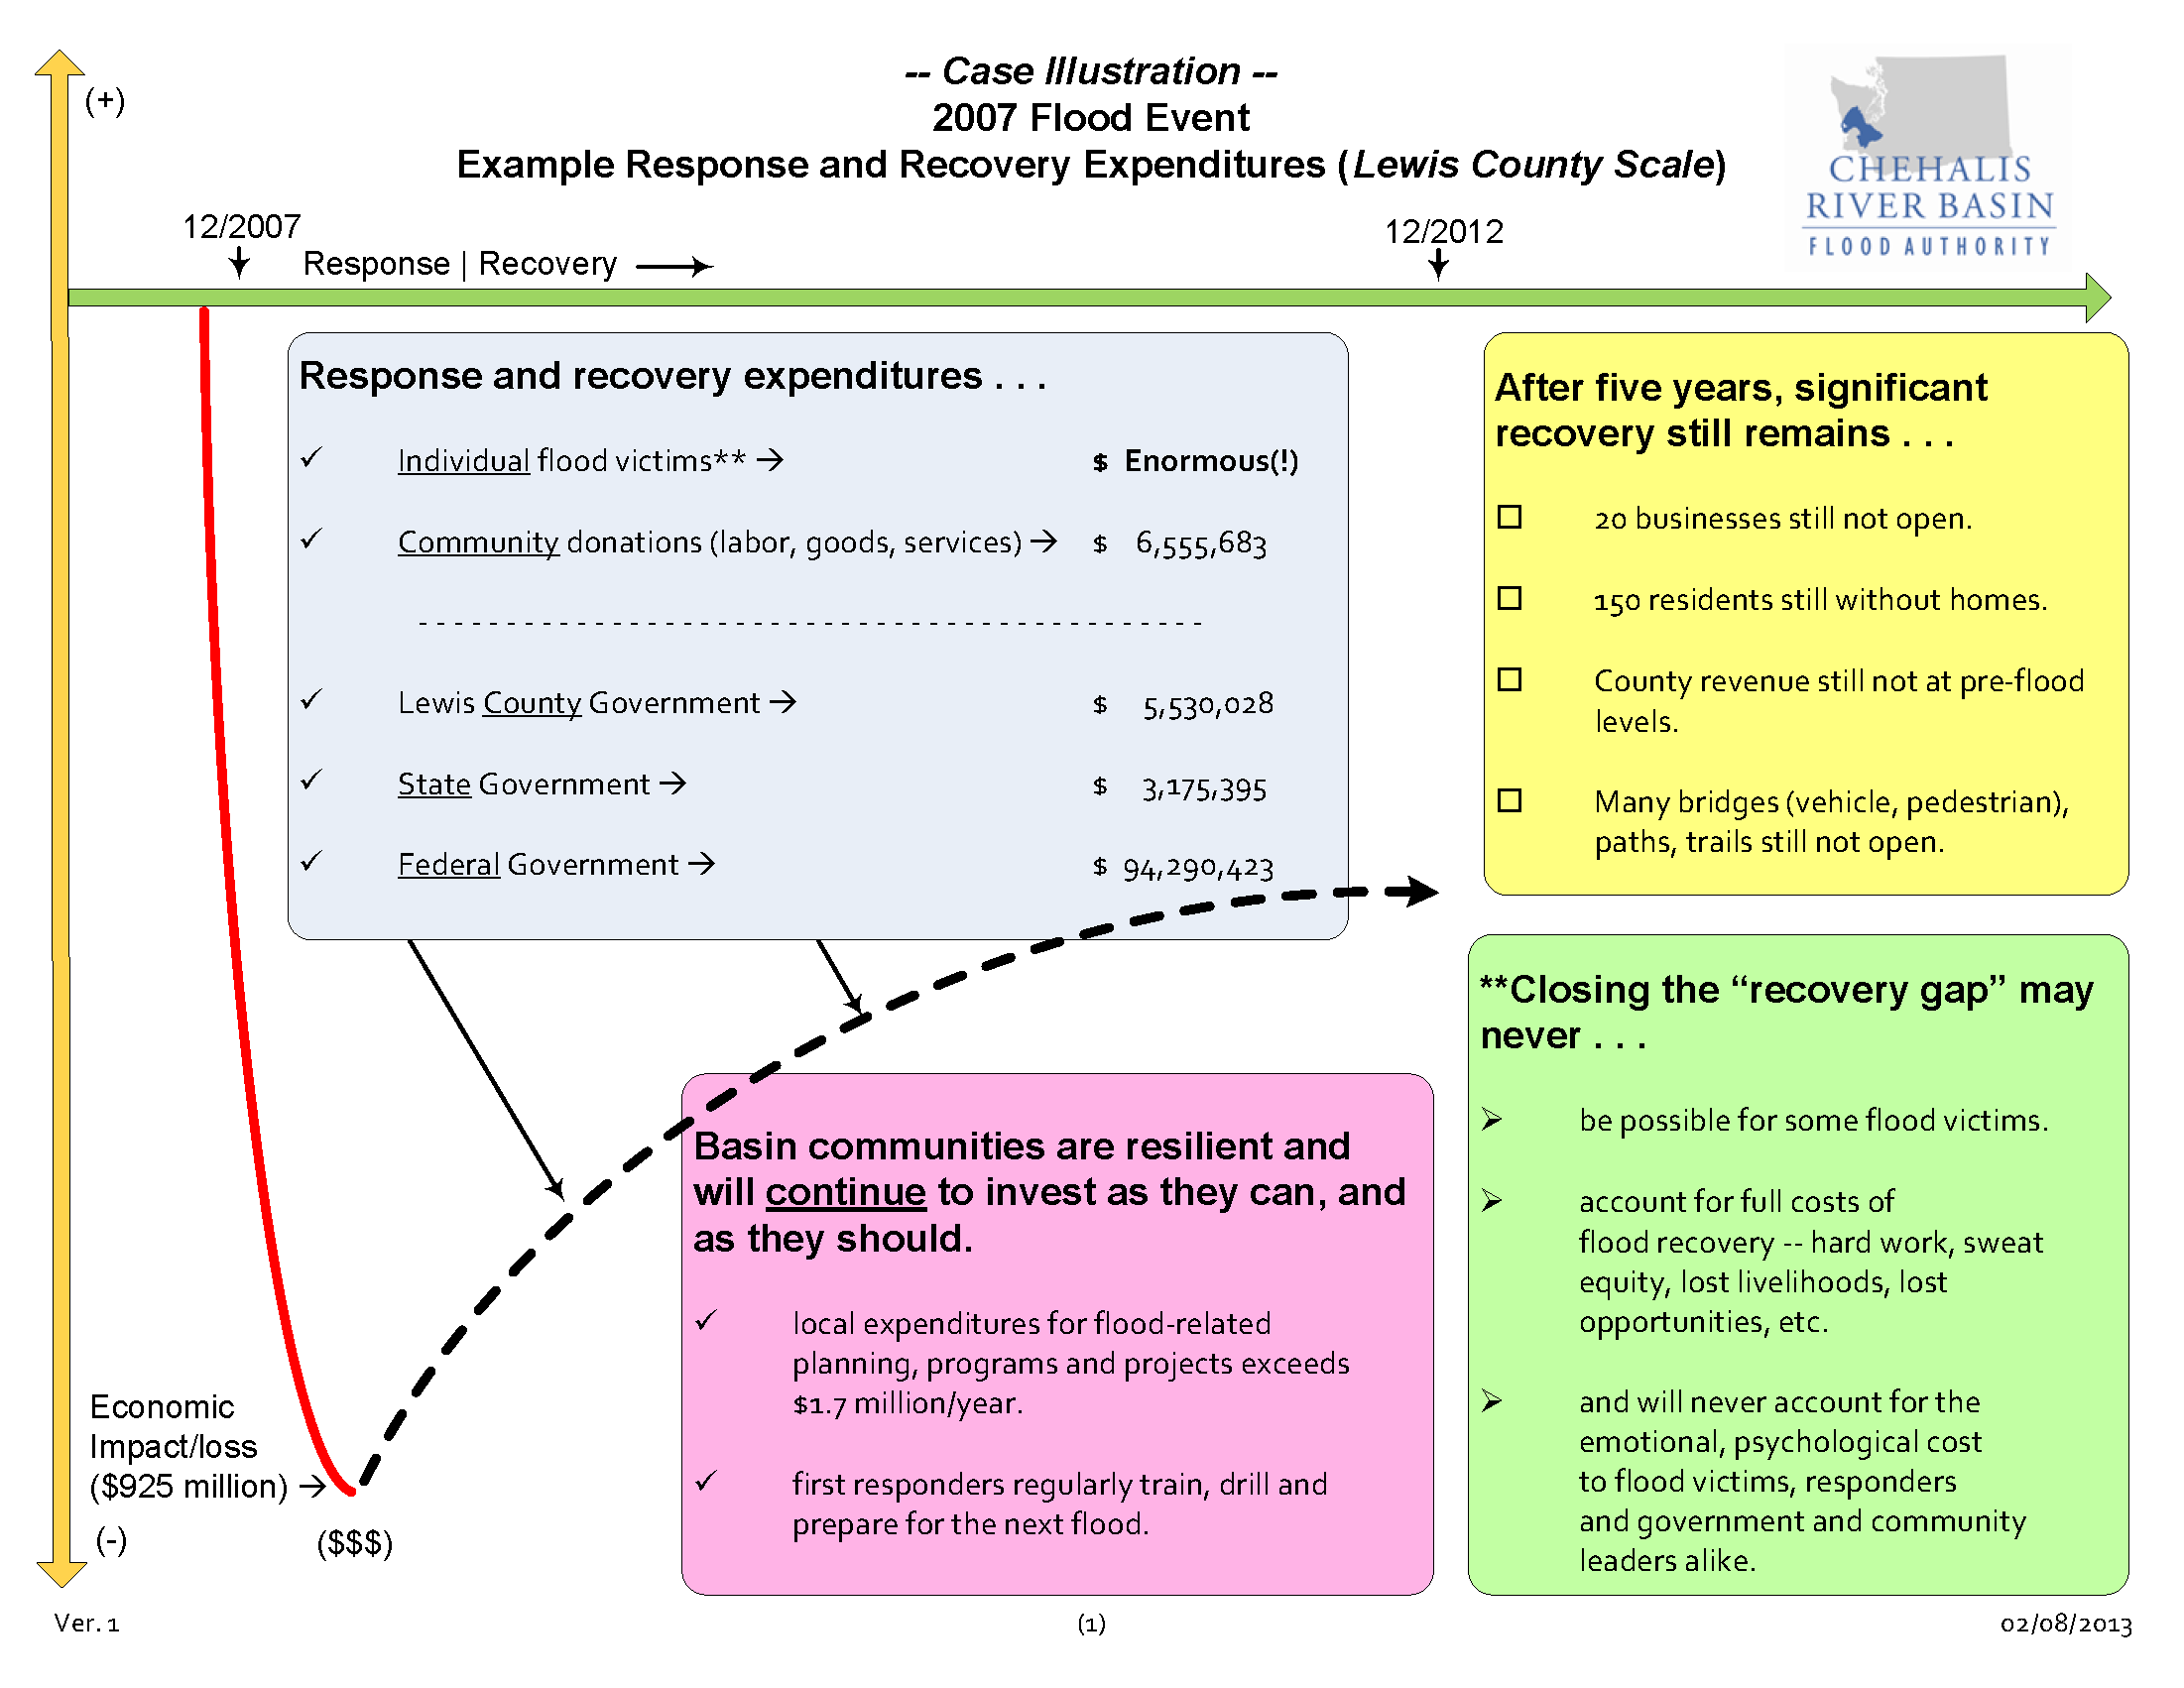 -- Case Illustration --
2007 Flood Event
Example Response and Recovery Expenditures (Lewis County Scale)
CHEHALIS
RIVER BASIN
FLOOD AUTHORITY
(+)
12/2007
Response | Recovery
12/2012
Response and recovery expenditures . . .
✓ Individual flood victims** → $ Enormous(!)
✓ Community donations (labor, goods, services) → $ 6,555,683
- - - - - - - - - - - - - - - - - - - - - - - - - - - - - - - - - - - - - - - - - - - - -
✓ Lewis County Government → $ 5,530,028
✓ State Government → $ 3,175,395
✓ Federal Government → $ 94,290,423
After five years, significant
recovery still remains . . .
□ 20 businesses still not open.
□ 150 residents still without homes.
□ County revenue still not at pre-flood
levels.
□ Many bridges (vehicle, pedestrian),
paths, trails still not open.
Basin communities are resilient and
will continue to invest as they can, and
as they should.
✓ local expenditures for flood-related
planning, programs and projects exceeds
$1.7 million/year.
✓ first responders regularly train, drill and
prepare for the next flood.
**Closing the “recovery gap” may
never . . .
➢ be possible for some flood victims.
➢ account for full costs of
flood recovery -- hard work, sweat
equity, lost livelihoods, lost
opportunities, etc.
➢ and will never account for the
emotional, psychological cost
to flood victims, responders
and government and community
leaders alike.
Economic
Impact/loss
($925 million) →
(-)
($$$)
Ver. 1
(1)
02/08/2013